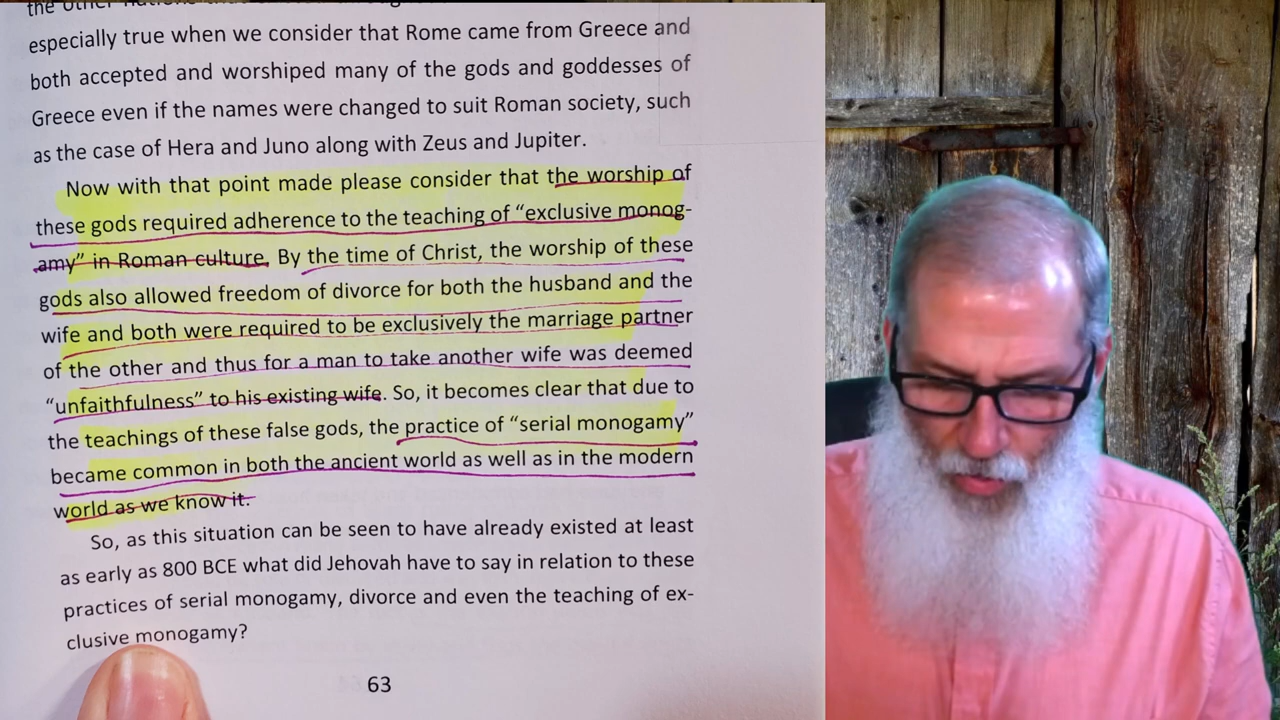 the other nations
especially true when we consider that Rome came from Greece and
both accepted and worshiped many of the gods and goddesses of
Greece even if the names were changed to suit Roman society, such
as the case of Hera and Juno along with Zeus and Jupiter.
Now with that point made please consider that the worship of
these gods required adherence to the teaching of “exclusive monog-
amy” in Roman culture. By the time of Christ, the worship of these
gods also allowed freedom of divorce for both the husband and the
wife and both were required to be exclusively the marriage partner
of the other and thus for a man to take another wife was deemed
“unfaithfulness” to his existing wife. So, it becomes clear that due to
the teachings of these false gods, the practice of “serial monogamy”
became common in both the ancient world as well as in the modern
world as we know it.
So, as this situation can be seen to have already existed at least
as early as 800 BCE what did Jehovah have to say in relation to these
practices of serial monogamy, divorce and even the teaching of ex-
clusive monogamy?
63